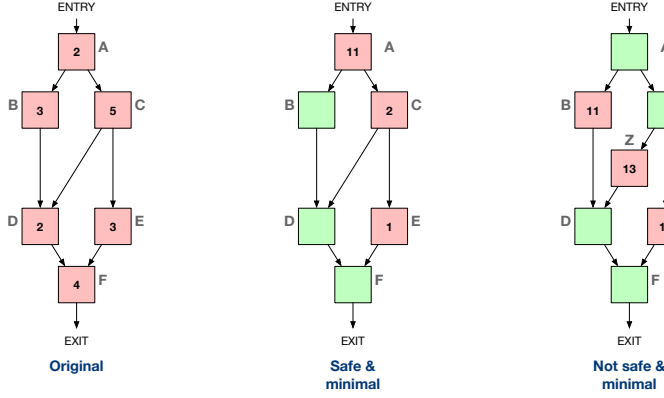 ENTRY ENTRY ENTRY
2 A 11 A
B 3 5 C B 2 C B 11
Z
13
D 2 3 E D 1 E D
4 F F F
EXIT EXIT EXIT
Original Safe & Not safe &
minimal minimal